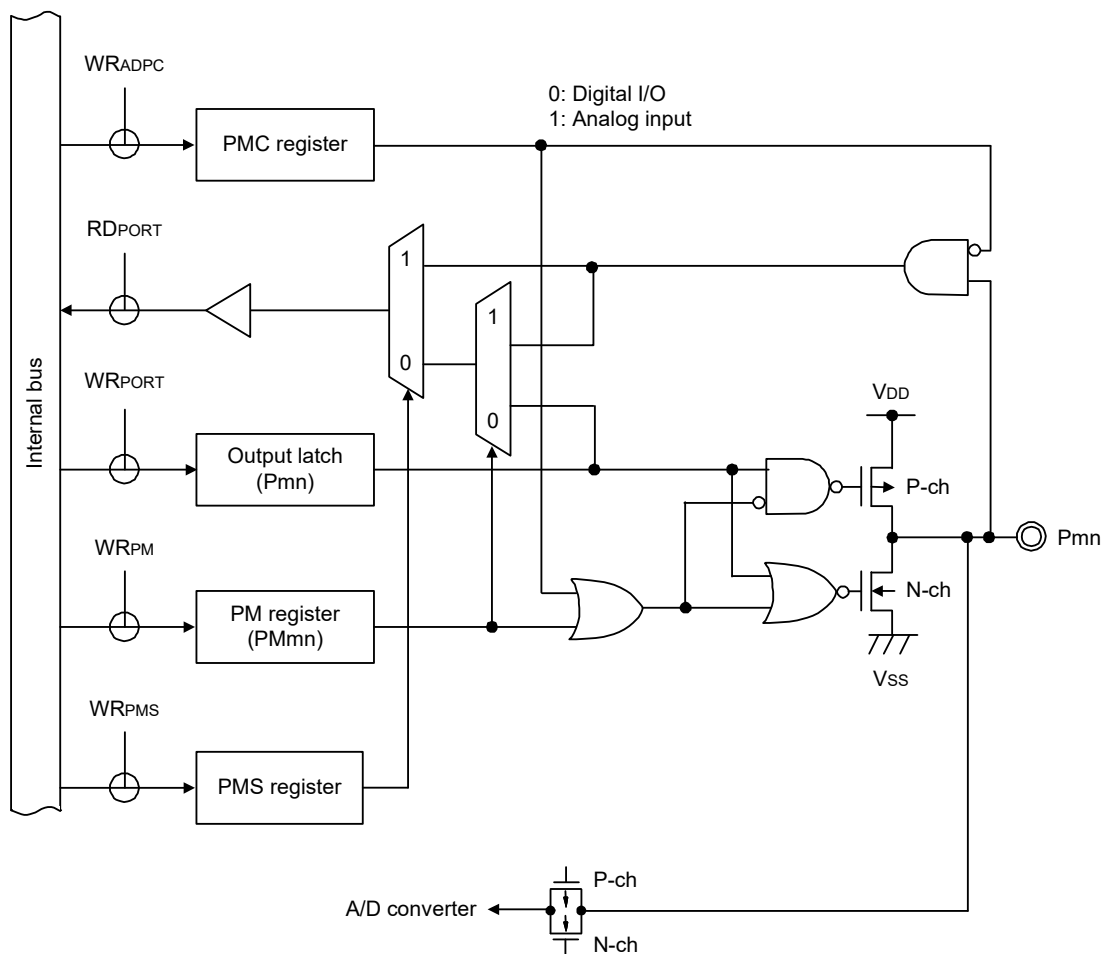 WRADPC
0: Digital I/O
1: Analog input
PMC register
RDPORT
1
1
0
0
Internal bus
WRPORT
VDD
Output latch
(Pmn)
P-ch
Pmn
WRPM
N-ch
PM register
(PMmn)
VSS
WRPMS
PMS register
P-ch
A/D converter
N-ch